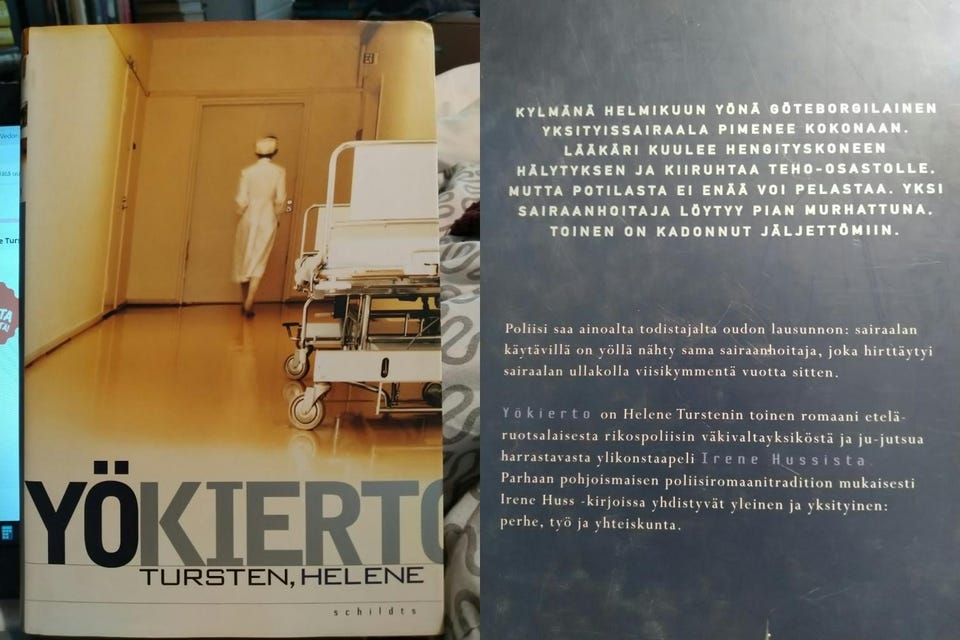 YÖKIERTO
TURSTEN, HELENE
schildts
KYLMÄNÄ HELMIKUUN YÖNÄ GÖTEBORGILAINEN
YKSITYISSAIRAALA PIMENEE KOKONAAN.
LÄÄKÄRI KUULEE HENGITYSKONEEN
HÄLYTYKSEN JA KIIRUHTAA TEHO-OSASTOLLE,
MUTTA POTILASTA EI ENÄÄ VOI PELASTAA. YKSI
SAIRAANHOITAJA LÖYTYY PIAN MURHATTUNA,
TOINEN ON KADONNUT JÄLJETTÖMIIN.
Poliisi saa ainoalta todistajalta oudon lausunnon: sairaalan
käytävillä on yöllä nähty sama sairaanhoitaja, joka hirttäytyi
sairaalan ullakolla viisikymmentä vuotta sitten.
Yökierto on Helene Turstenin toinen romaani etelä-
ruotsalaisesta rikospoliisin väkivaltayksiköstä ja ju-jutsua
harrastavasta ylikonstaapeli Irene Hussista.
Parhaan pohjoismaisen poliisiromaanitradition mukaisesti
Irene Huss -kirjoissa yhdistyvät yleinen ja yksityinen:
perhe, työ ja yhteiskunta.